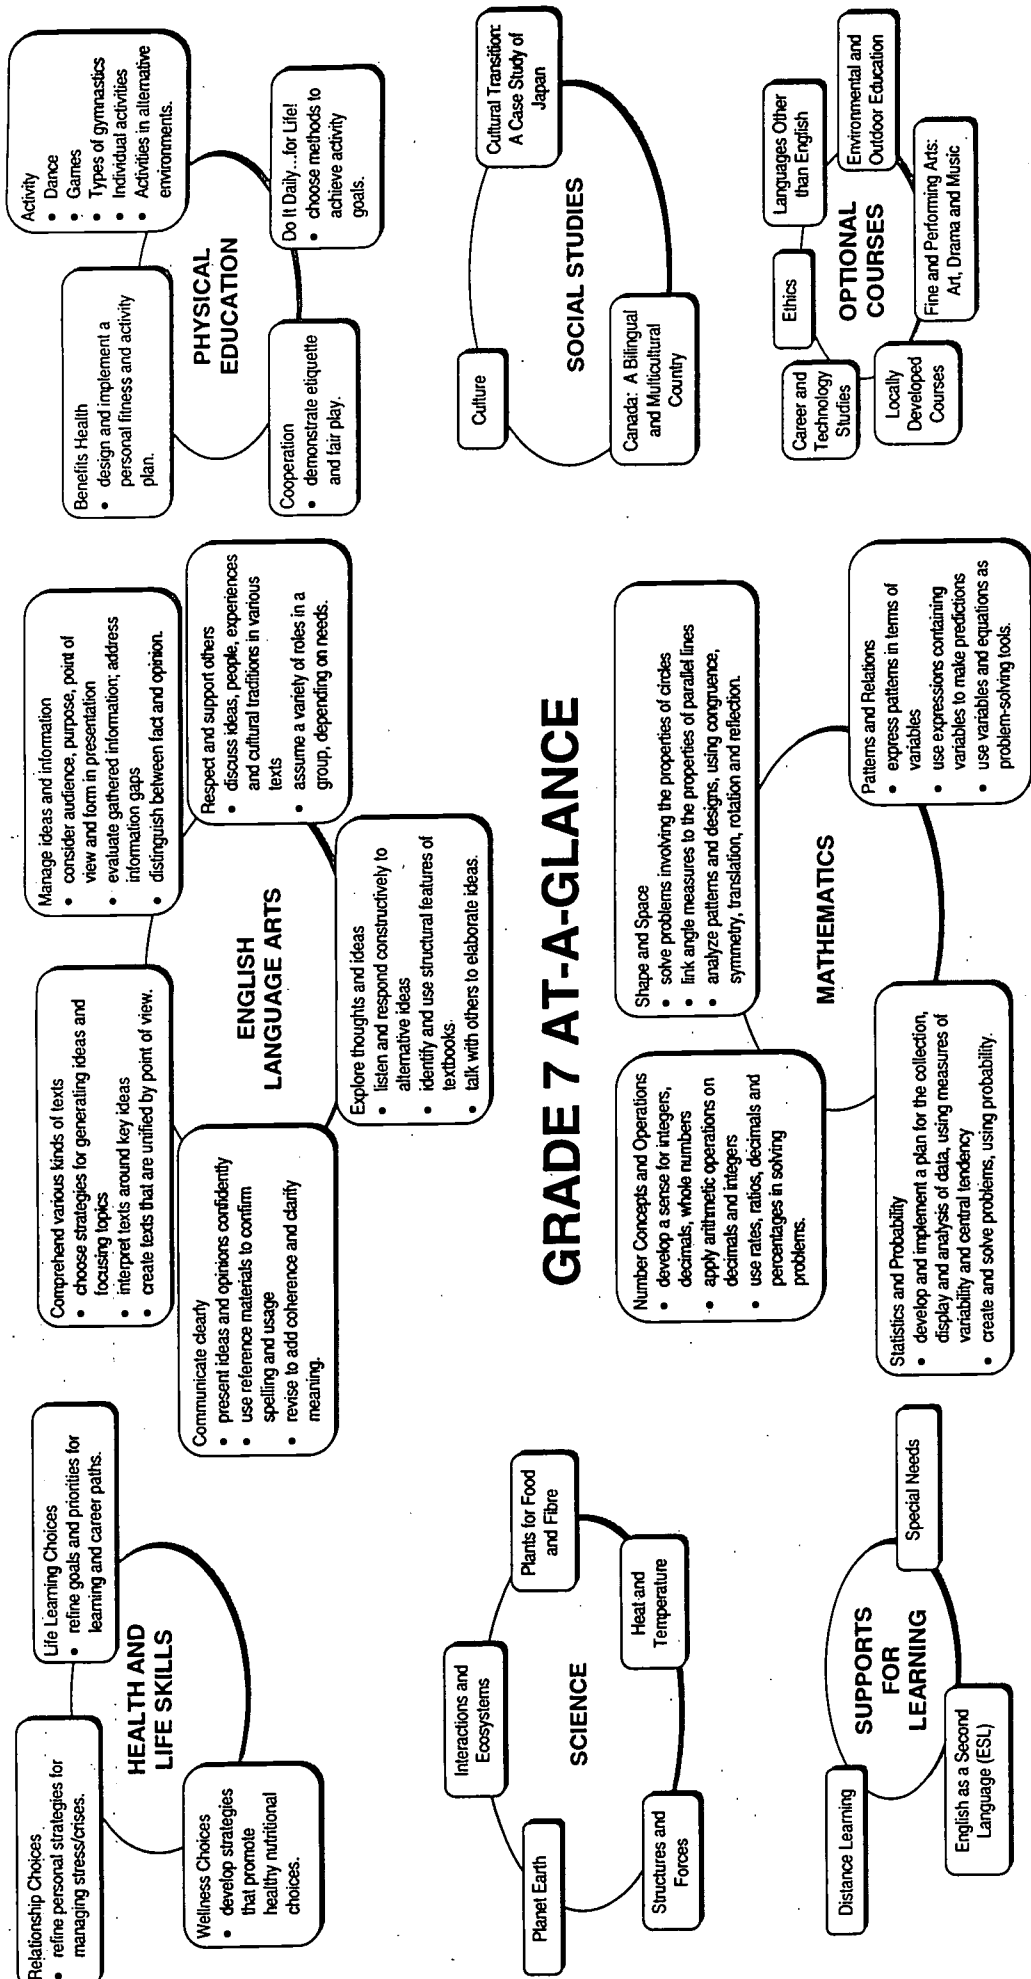 Relationship Choices
• refine personal strategies for
managing stress/crises.
Life Learning Choices
• refine goals and priorities for
learning and career paths.
HEALTH AND
LIFE SKILLS
Wellness Choices
• develop strategies
that promote
healthy nutritional
choices.
Comprehend various kinds of texts
• choose strategies for generating ideas and
focusing topics
• interpret texts around key ideas
• create texts that are unified by point of view.
Manage ideas and information
• consider audience, purpose, point of
view and form in presentation
• evaluate gathered information; address
information gaps
• distinguish between fact and opinion.
Communicate clearly
• present ideas and opinions confidently
• use reference materials to confirm
spelling and usage
• revise to add coherence and clarify
meaning.
ENGLISH
LANGUAGE ARTS
Respect and support others
• discuss ideas, people, experiences
and cultural traditions in various
texts
• assume a variety of roles in a
group, depending on needs.
Explore thoughts and ideas
• listen and respond constructively to
alternative ideas
• identify and use structural features of
textbooks
• talk with others to elaborate ideas.
Benefits Health
• design and implement a
personal fitness and activity
plan.
Activity
• Dance
• Games
• Types of gymnastics
• Individual activities
• Activities in alternative
environments.
PHYSICAL
EDUCATION
Cooperation
• demonstrate etiquette
and fair play.
Do It Daily...for Life!
• choose methods to
achieve activity
goals.
GRADE 7 AT-A-GLANCE
Interactions and
Ecosystems
Planet Earth
Plants for Food
and Fibre
SCIENCE
Structures and
Forces
Heat and
Temperature
Culture
Cultural Transition:
A Case Study of
Japan
SOCIAL STUDIES
Canada: A Bilingual
and Multicultural
Country
Number Concepts and Operations
• develop a sense for integers,
decimals, whole numbers
• apply arithmetic operations on
decimals and integers
• use rates, ratios, decimals and
percentages in solving
problems.
Shape and Space
• solve problems involving the properties of circles
• link angle measures to the properties of parallel lines
• analyze patterns and designs, using congruence,
symmetry, translation, rotation and reflection.
MATHEMATICS
Statistics and Probability
• develop and implement a plan for the collection,
display and analysis of data, using measures of
variability and central tendency
• create and solve problems, using probability.
Patterns and Relations
• express patterns in terms of
variables
• use expressions containing
variables to make predictions
• use variables and equations as
problem-solving tools.
Distance Learning
SUPPORTS
FOR
LEARNING
English as a Second
Language (ESL)
Special Needs
Ethics
Languages Other
than English
Career and
Technology
Studies
OPTIONAL
COURSES
Environmental and
Outdoor Education
Locally
Developed
Courses
Fine and Performing Arts:
Art, Drama and Music